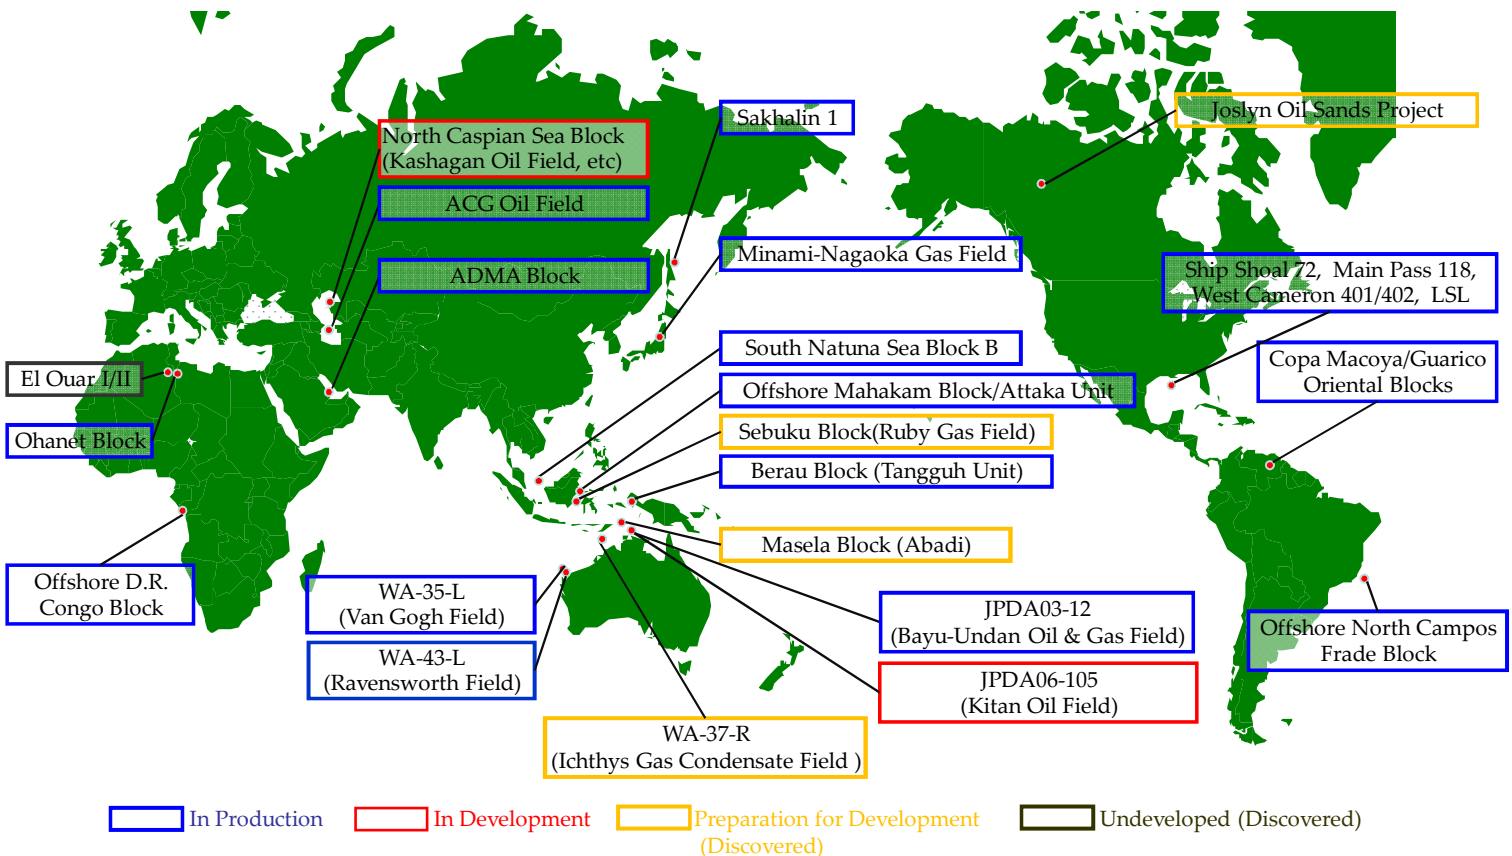 Sakhalin 1
Joslyn Oil Sands Project
North Caspian Sea Block
(Kashagan Oil Field, etc)
ACG Oil Field
ADMA Block
Minami-Nagaoka Gas Field
Ship Shoal 72, Main Pass 118,
West Cameron 401/402, LSL
South Natuna Sea Block B
Copa Macoya/Guarico
Oriental Blocks
El Ouar I/II
Offshore Mahakam Block/Attaka Unit
Ohanet Block
Sebuku Block(Ruby Gas Field)
Berau Block (Tangguh Unit)
Masela Block (Abadi)
Offshore D.R.
Congo Block
WA-35-L
(Van Gogh Field)
JPDA03-12
(Bayu-Undan Oil & Gas Field)
Offshore North Campos
Frade Block
WA-43-L
(Ravensworth Field)
JPDA06-105
(Kitan Oil Field)
WA-37-R
(Ichthys Gas Condensate Field )
In Production
In Development
Preparation for Development
(Discovered)
Undeveloped (Discovered)